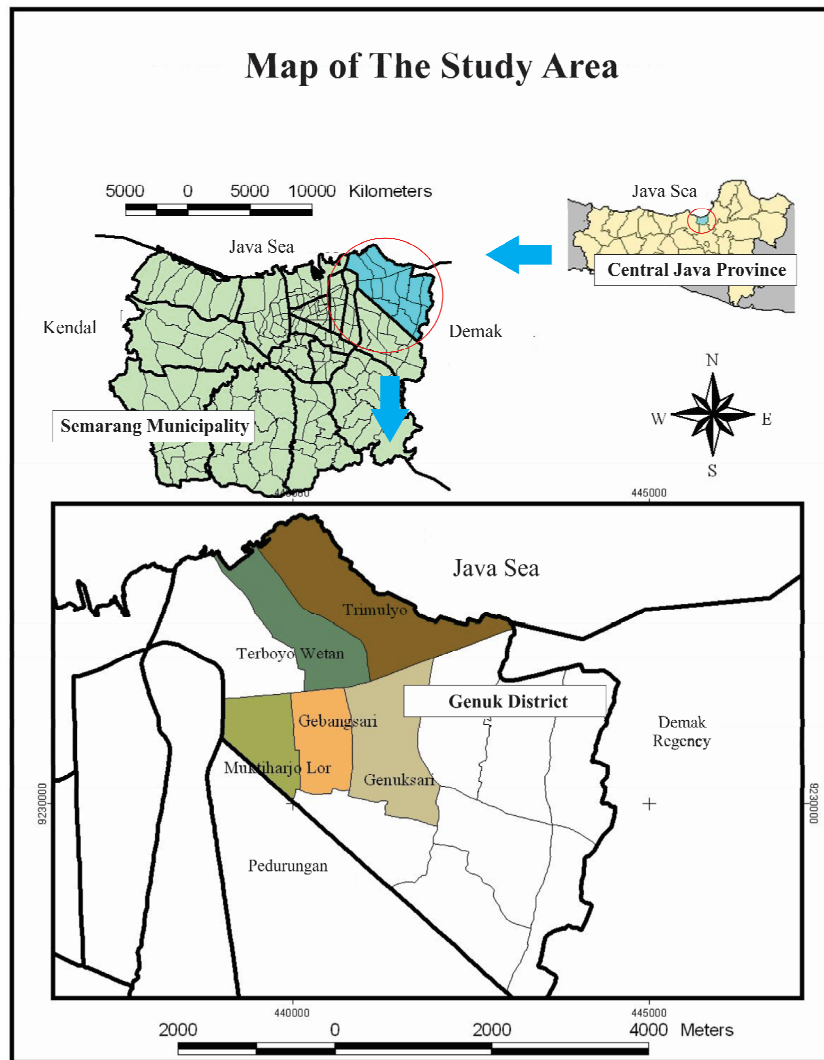 Map of The Study Area
5000 0 5000 10000 Kilometers
Java Sea
Kendal
Demak
Semarang Municipality
Java Sca
Central Java Province
N
W E
S
440000 445000
Java Sea
Trimulyo
Terboyo Wetan
Genuk District
Gebangsari
Demak
Regency
Muktiharjo Lor
Genuksari
9230000 9230000
Pedurungan
440000 445000
2000 0 2000 4000 Meters